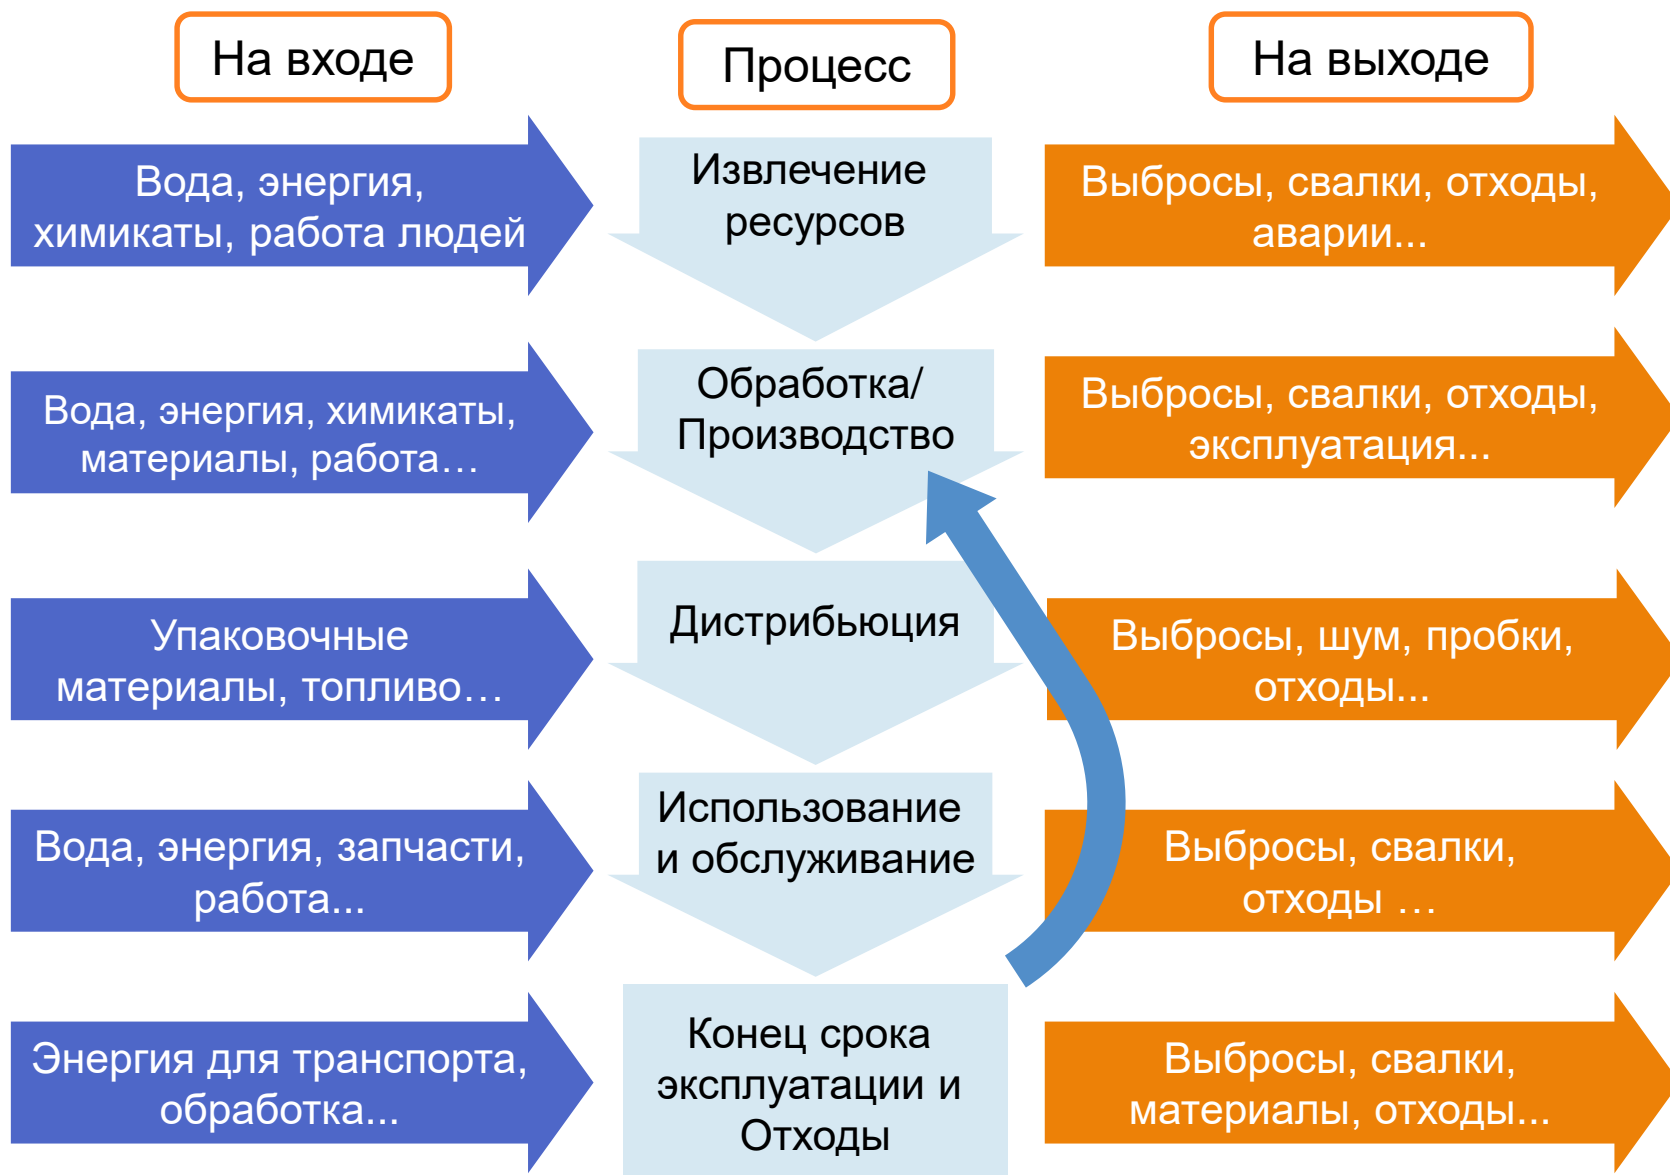 На входе
Процесс
На выходе
Вода, энергия,
химикаты, работа людей
Извлечение
ресурсов
Выбросы, свалки, отходы,
аварии...
Вода, энергия, химикаты,
материалы, работа…
Обработка/
Производство
Выбросы, свалки, отходы,
эксплуатация...
Упаковочные
материалы, топливо…
Дистрибьюция
Выбросы, шум, пробки,
отходы...
Вода, энергия, запчасти,
работа...
Использование
и обслуживание
Выбросы, свалки,
отходы …
Энергия для транспорта,
обработка...
Конец срока
эксплуатации и
Отходы
Выбросы, свалки,
материалы, отходы...